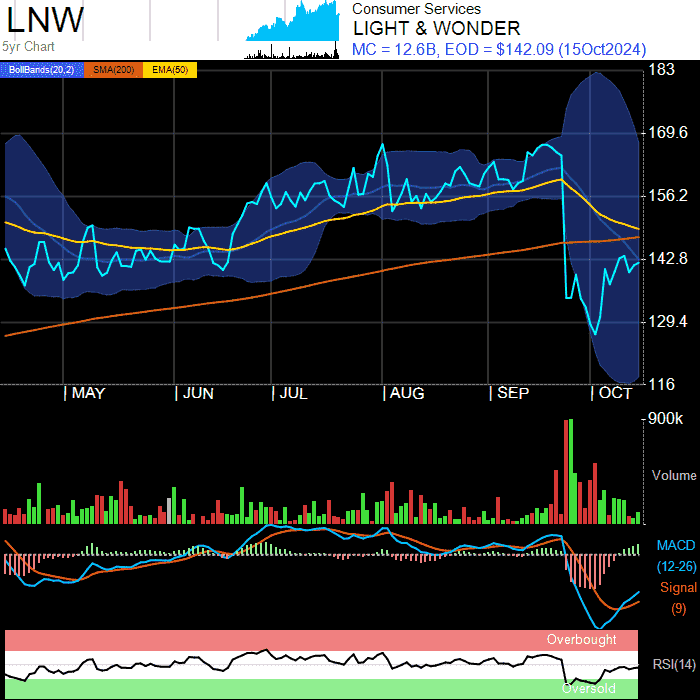 LNW
5yr Chart
Consumer Services
LIGHT & WONDER
MC = 12.6B, EOD = $142.09 (15Oct2024)
BollBands(20,2) SMA(200) EMA(50)
183
169.6
156.2
142.8
129.4
116
| MAY | JUN | JUL | AUG | SEP | OCT
900k
Volume
MACD
(12-26)
Signal
(9)
Overbought
RSI(14)
Oversold